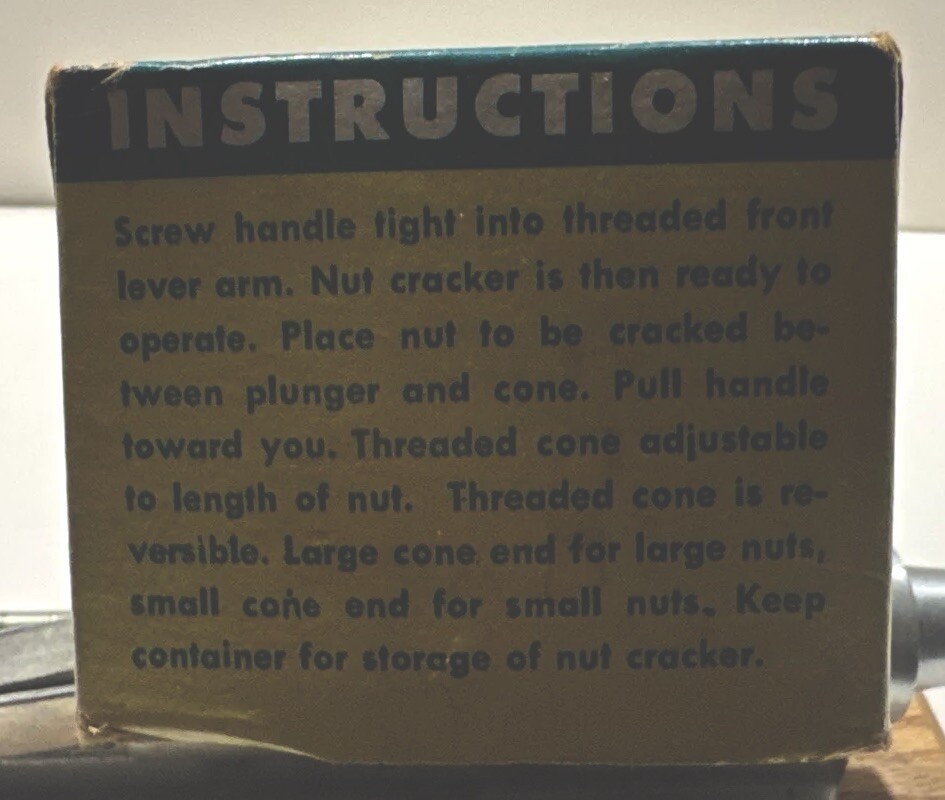 INSTRUCTIONS
Screw handle tight into threaded front
lever arm. Nut cracker is then ready to
operate. Place nut to be cracked be-
tween plunger and cone. Pull handle
toward you. Threaded cone adjustable
to length of nut. Threaded cone is re-
versible. Large cone end for large nuts,
small cone end for small nuts. Keep
container for storage of nut cracker.